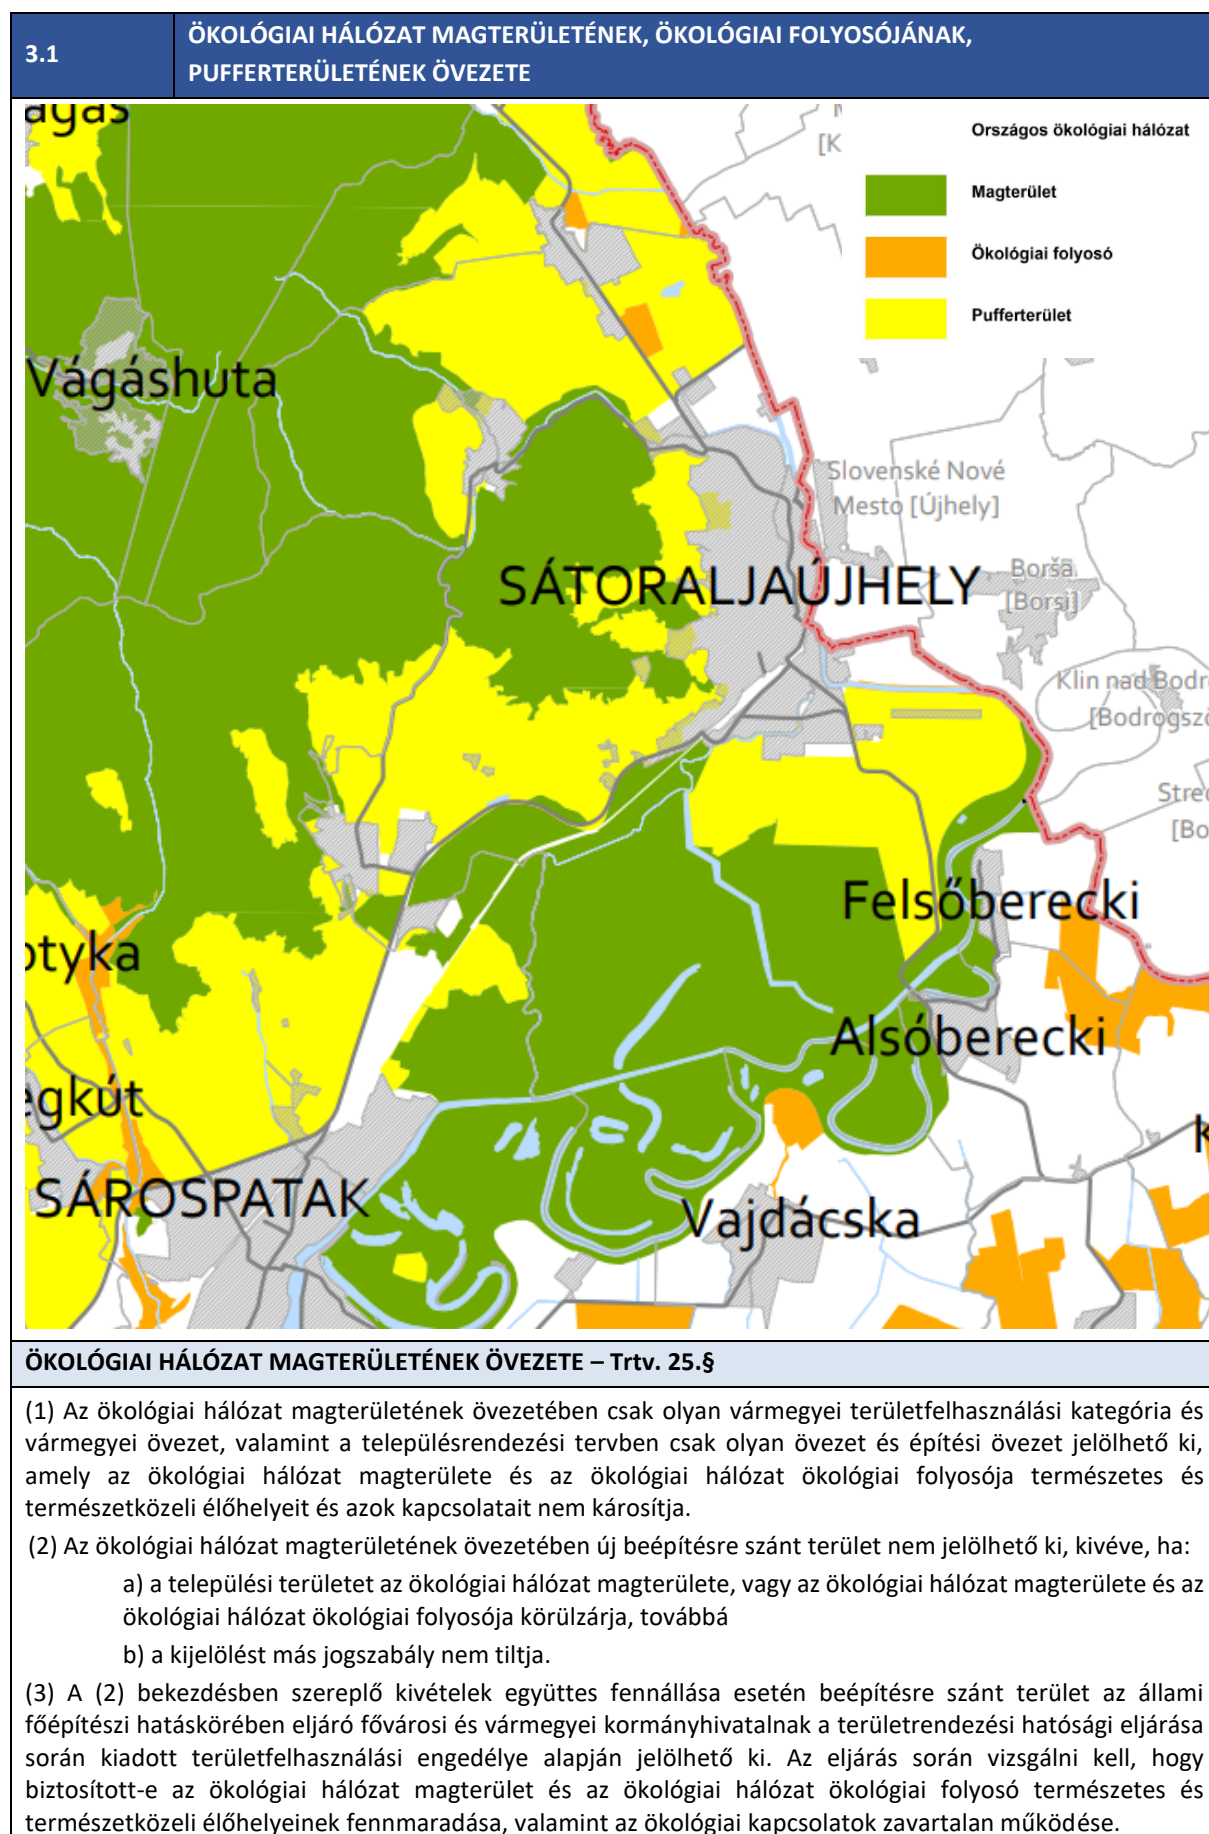 3.1
ÖKOLÓGIAI HÁLÓZAT MAGTERÜLETÉNEK, ÖKOLÓGIAI FOLYOSÓJÁNAK,
PUFFERTERÜLETÉNEK ÖVEZETE
Országos ökológiai hálózat
[K
Magterület
Ökológiai folyosó
Pufferterület
Vágáshuta
Slovenské Nové
Mesto [Újhely]
SÁTORALJAÚJHELY
Borša
[Borsi]
Klin nad Bodr
[Bodrogszö
Stred
[Bo
Felsőberecki
otyka
Alsóberecki
egkút
K
SÁROSPATAK
Vajdácska
ÖKOLÓGIAI HÁLÓZAT MAGTERÜLETÉNEK ÖVEZETE – Trtv. 25.§
(1) Az ökológiai hálózat magterületének övezetében csak olyan vármegyei területfelhasználási kategória és
vármegyei övezet, valamint a településrendezési tervben csak olyan övezet és építési övezet jelölhető ki,
amely az ökológiai hálózat magterülete és az ökológiai hálózat ökológiai folyosója természetes és
természetközeli élőhelyeit és azok kapcsolatait nem károsítja.
(2) Az ökológiai hálózat magterületének övezetében új beépítésre szánt terület nem jelölhető ki, kivéve, ha:
a) a települési területet az ökológiai hálózat magterülete, vagy az ökológiai hálózat magterülete és az
ökológiai hálózat ökológiai folyosója körülzárja, továbbá
b) a kijelölést más jogszabály nem tiltja.
(3) A (2) bekezdésben szereplő kivételek együttes fennállása esetén beépítésre szánt terület az állami
főépítészi hatáskörében eljáró fővárosi és vármegyei kormányhivatalnak a területrendezési hatósági eljárása
során kiadott területfelhasználási engedélye alapján jelölhető ki. Az eljárás során vizsgálni kell, hogy
biztosított-e az ökológiai hálózat magterület és az ökológiai hálózat ökológiai folyosó természetes és
természetközeli élőhelyeinek fennmaradása, valamint az ökológiai kapcsolatok zavartalan működése.